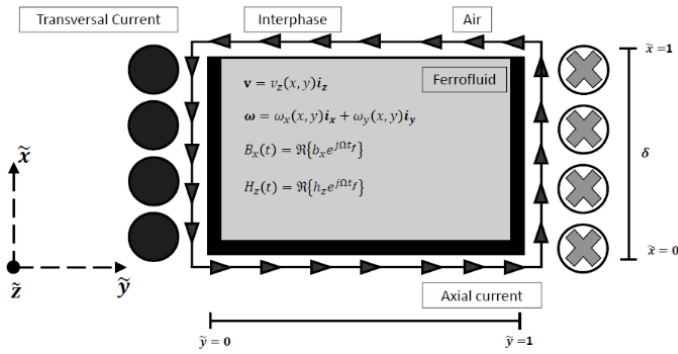 Transversal Current
Interphase
Air
x̃=1
Ferrofluid
𝐯 = v_z(x, y)𝒊_𝒛
𝝎 = ω_x(x, y)𝒊_𝒙 + ω_y(x, y)𝒊_𝒚
B_x(t) = ℜ{b_x e^{jΩt_f}}
H_z(t) = ℜ{h_z e^{jΩt_f}}
δ
x̃
z̃
ỹ
x̃=0
Axial current
ỹ=0
ỹ=1